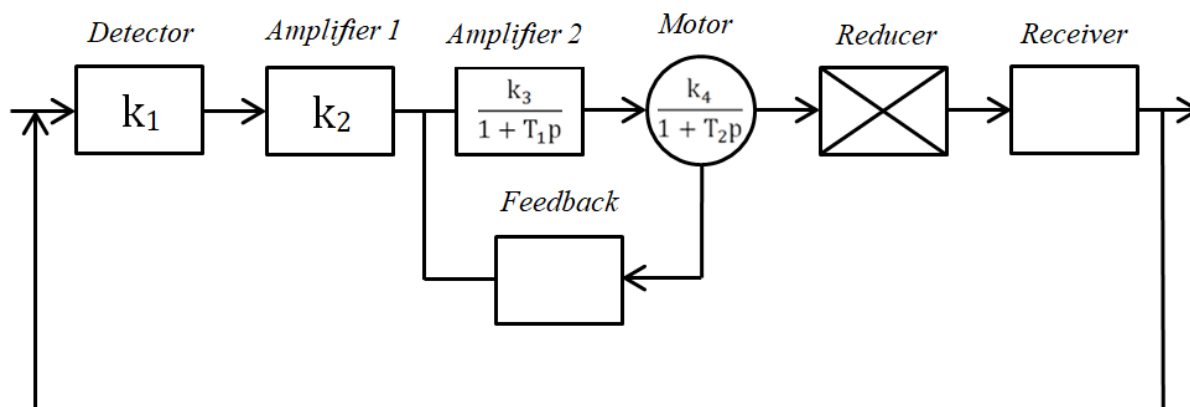 Detector
Amplifier 1
Amplifier 2
Motor
Reducer
Receiver
k₁
k₂
k₃
1 + T₁p
k₄
1 + T₂p
Feedback